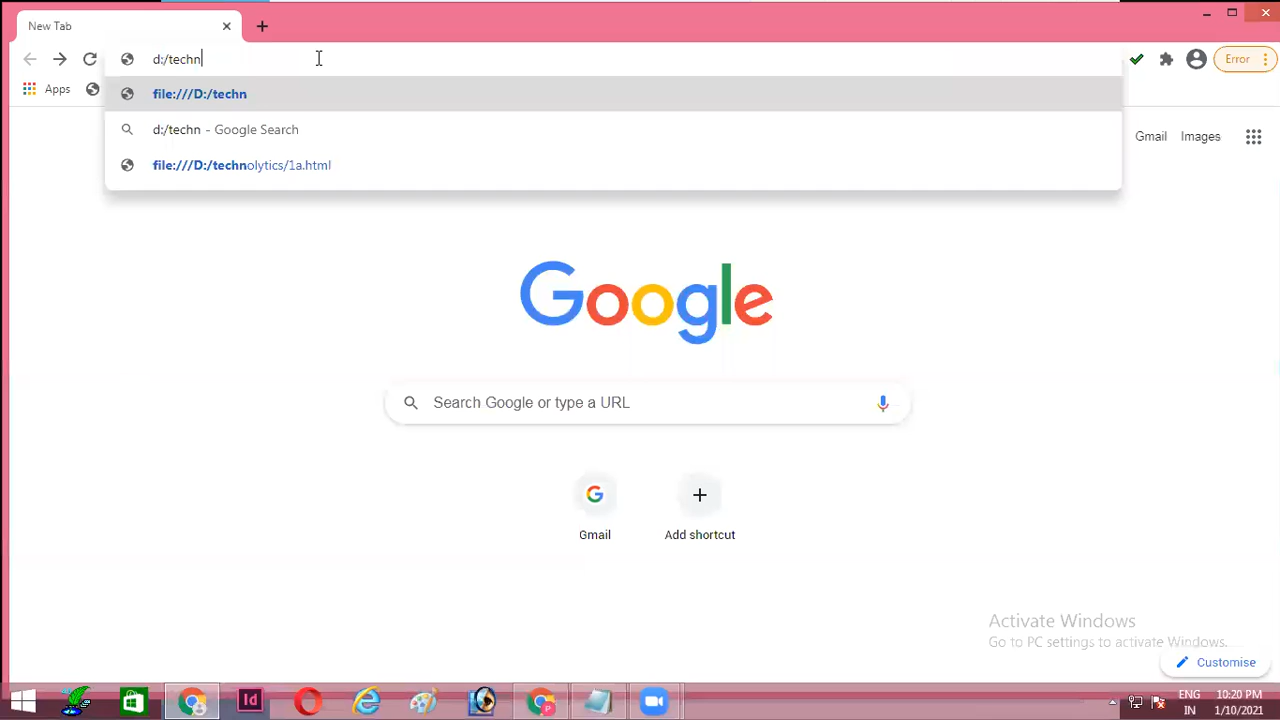 New Tab
d:/techn
Error
Apps
file:///D:/techn
d:/techn - Google Search
file:///D:/technolytics/1a.html
Gmail Images
Google
Search Google or type a URL
G
Gmail
Add shortcut
Activate Windows
Go to PC settings to activate Windows.
Customise
Id
P
ENG
IN
10:20 PM
1/10/2021